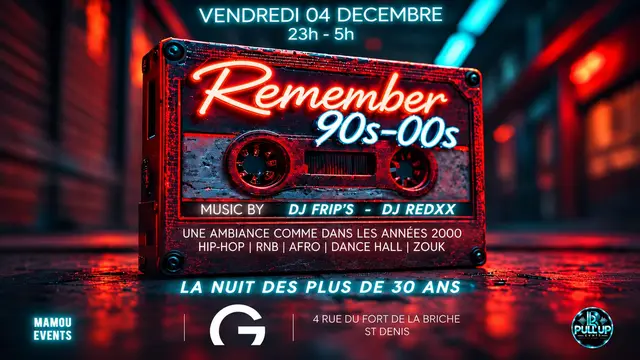 VENDREDI 04 DECEMBRE
23h - 5h
Remember
90s-00s
MUSIC BY DJ FRIP'S - DJ REDXX
UNE AMBIANCE COMME DANS LES ANNÉES 2000
HIP-HOP | RNB | AFRO | DANCE HALL | ZOUK
LA NUIT DES PLUS DE 30 ANS
MAMOU
EVENTS
G
4 RUE DU FORT DE LA BRICHE
ST DENIS
PULL UP